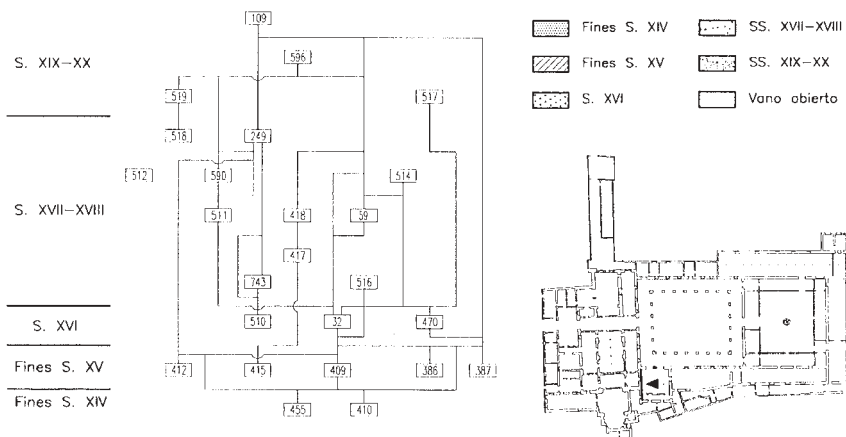 109
596
S. XIX-XX
519
517
518
249
512
590
514
S. XVII-XVIII
511
418
59
417
743
516
S. XVI
510
32
470
Fines S. XV
412
415
409
386
387
Fines S. XIV
455
410
Fines S. XIV
SS. XVII-XVIII
Fines S. XV
SS. XIX-XX
S. XVI
Vano obierto